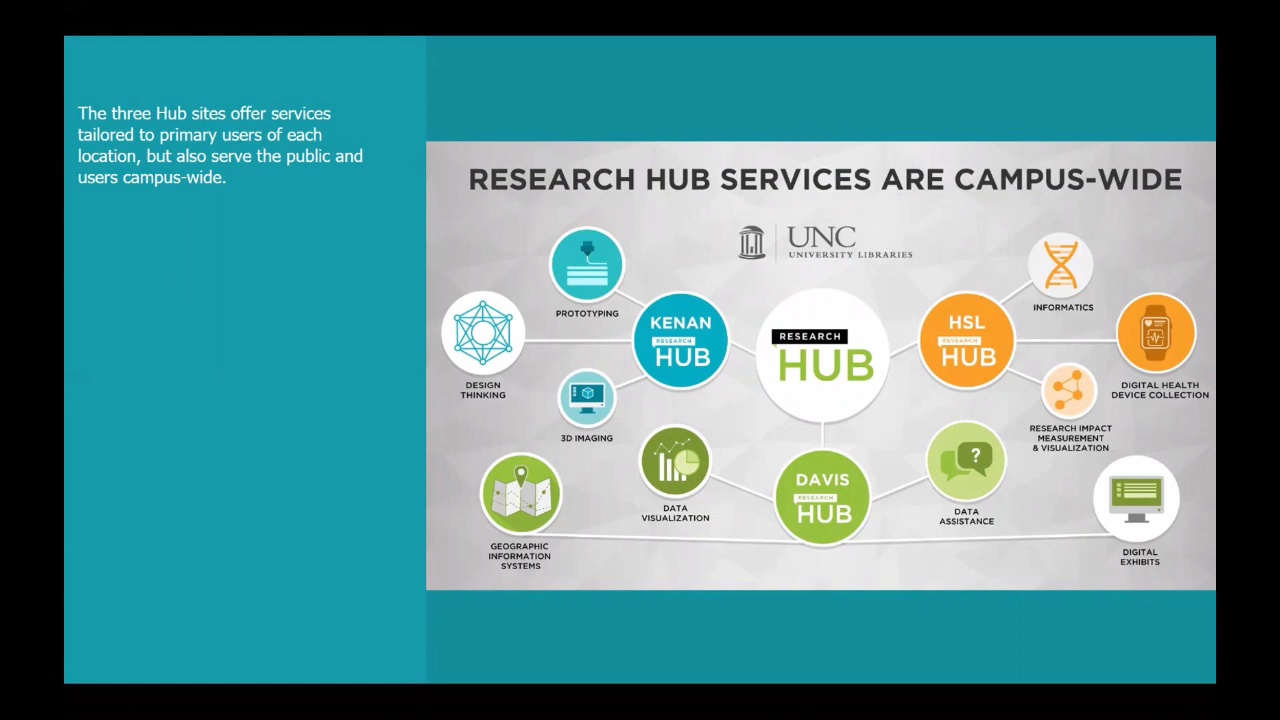 The three Hub sites offer services
tailored to primary users of each
location, but also serve the public and
users campus-wide.
RESEARCH HUB SERVICES ARE CAMPUS-WIDE
UNC
UNIVERSITY LIBRARIES
PROTOTYPING
DESIGN
THINKING
3D IMAGING
KENAN
RESEARCH
HUB
RESEARCH
HUB
HSL
RESEARCH
HUB
INFORMATICS
DIGITAL HEALTH
DEVICE COLLECTION
RESEARCH IMPACT
MEASUREMENT
& VISUALIZATION
GEOGRAPHIC
INFORMATION
SYSTEMS
DATA
VISUALIZATION
DAVIS
RESEARCH
HUB
?
DATA
ASSISTANCE
DIGITAL
EXHIBITS